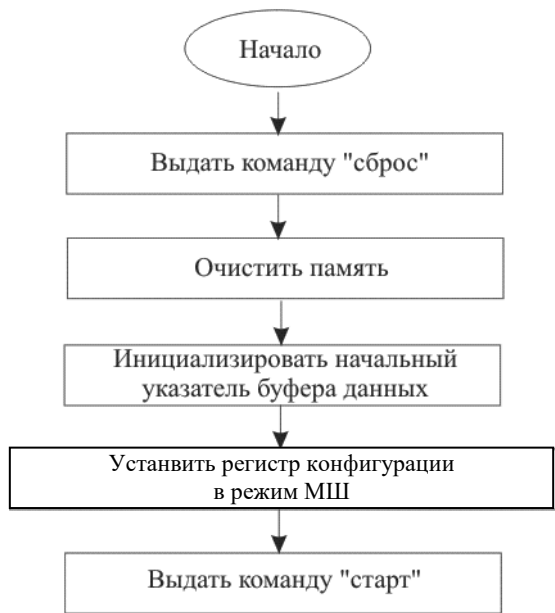 Начало
Выдать команду "сброс"
Очистить память
Инициализировать начальный
указатель буфера данных
Устанвить регистр конфигурации
в режим МШ
Выдать команду "старт"